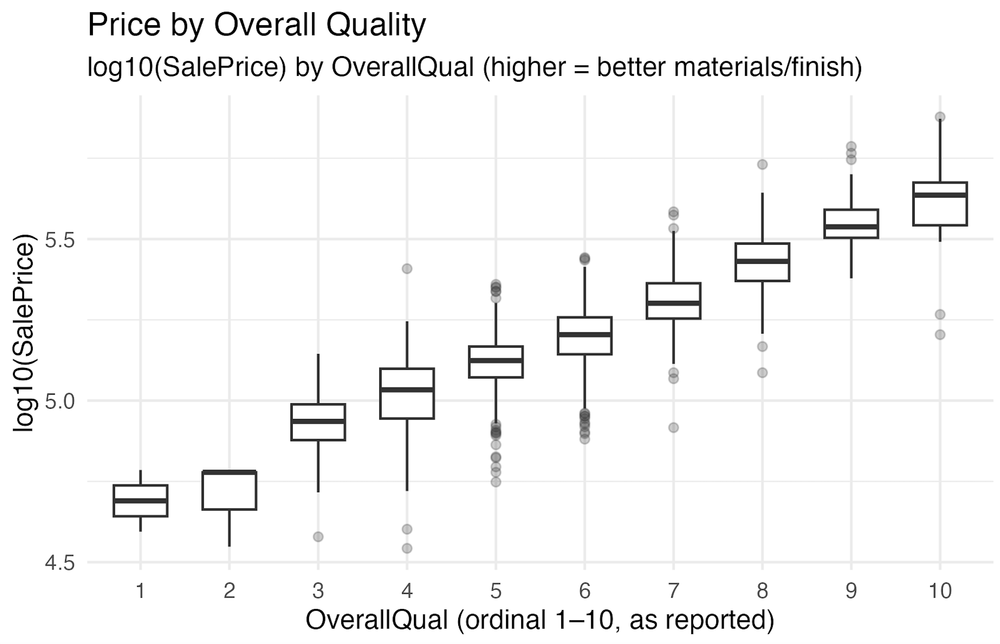 Price by Overall Quality
log10(SalePrice) by OverallQual (higher = better materials/finish)
log10(SalePrice)
5.5
5.0
4.5
1 2 3 4 5 6 7 8 9 10
OverallQual (ordinal 1–10, as reported)